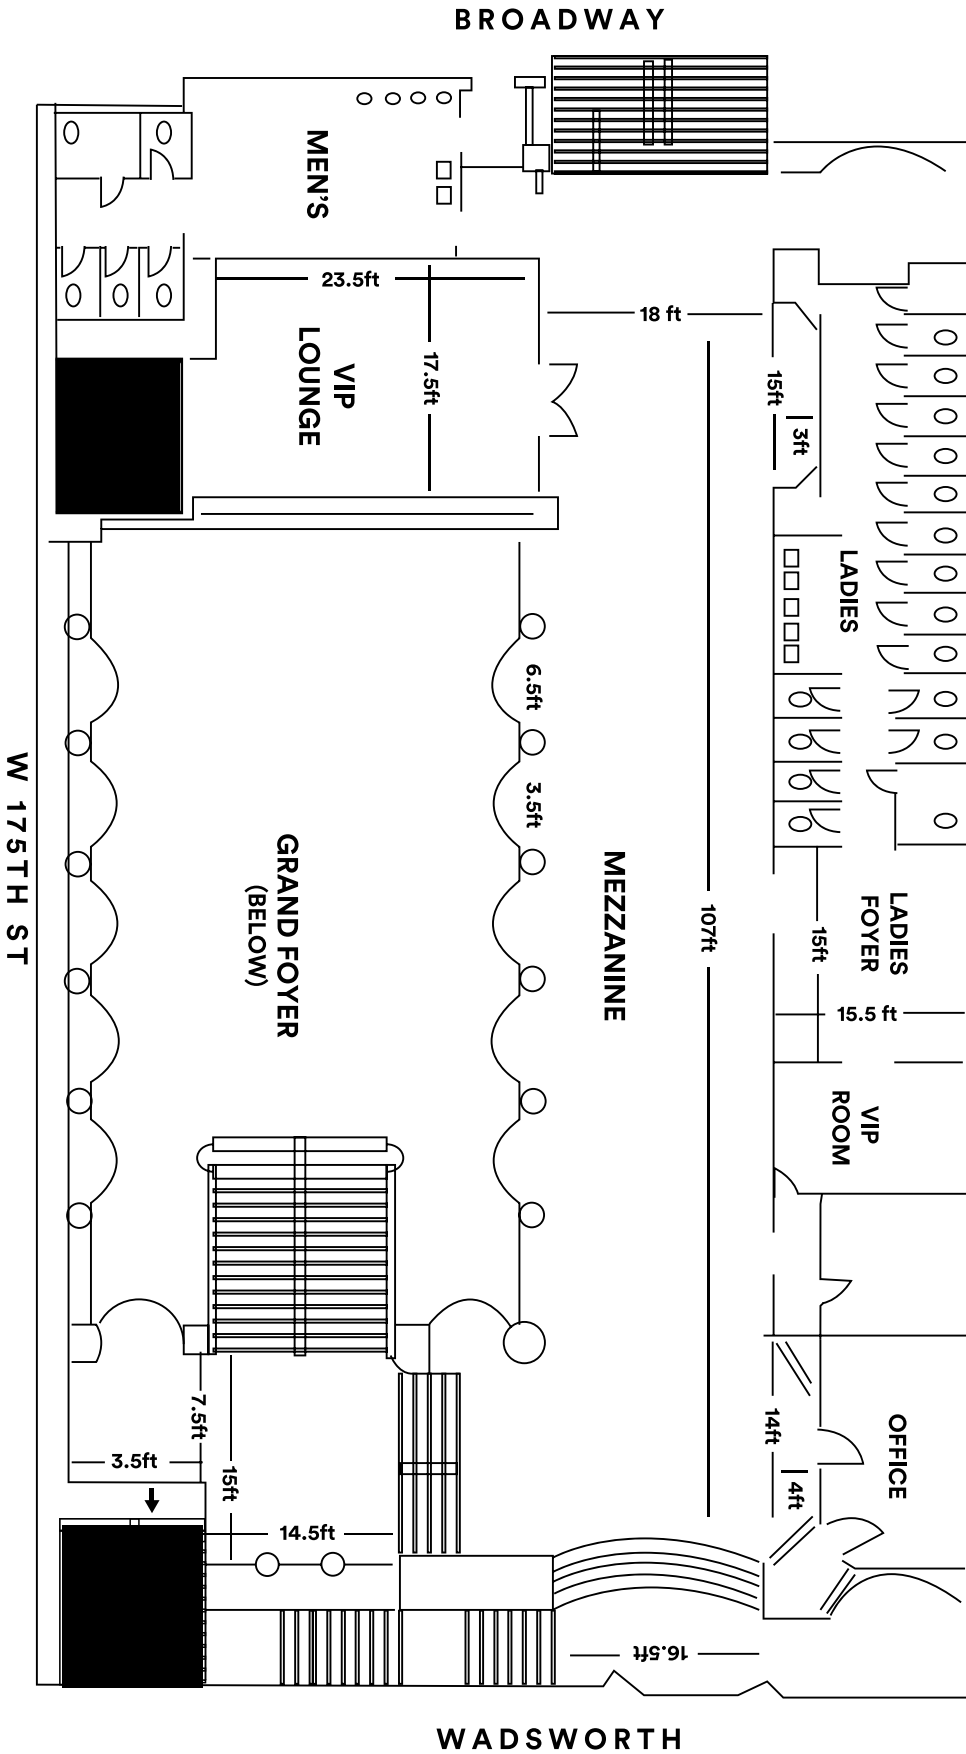 BROADWAY
MEN'S
23.5ft
18 ft
VIP
LOUNGE
17.5ft
15ft
3ft
LADIES
6.5ft
3.5ft
W 175TH ST
GRAND FOYER
(BELOW)
MEZZANINE
107ft
LADIES
FOYER
15ft
15.5 ft
VIP
ROOM
7.5ft
3.5ft
15ft
14.5ft
14ft
4ft
OFFICE
16.5ft
WADSWORTH